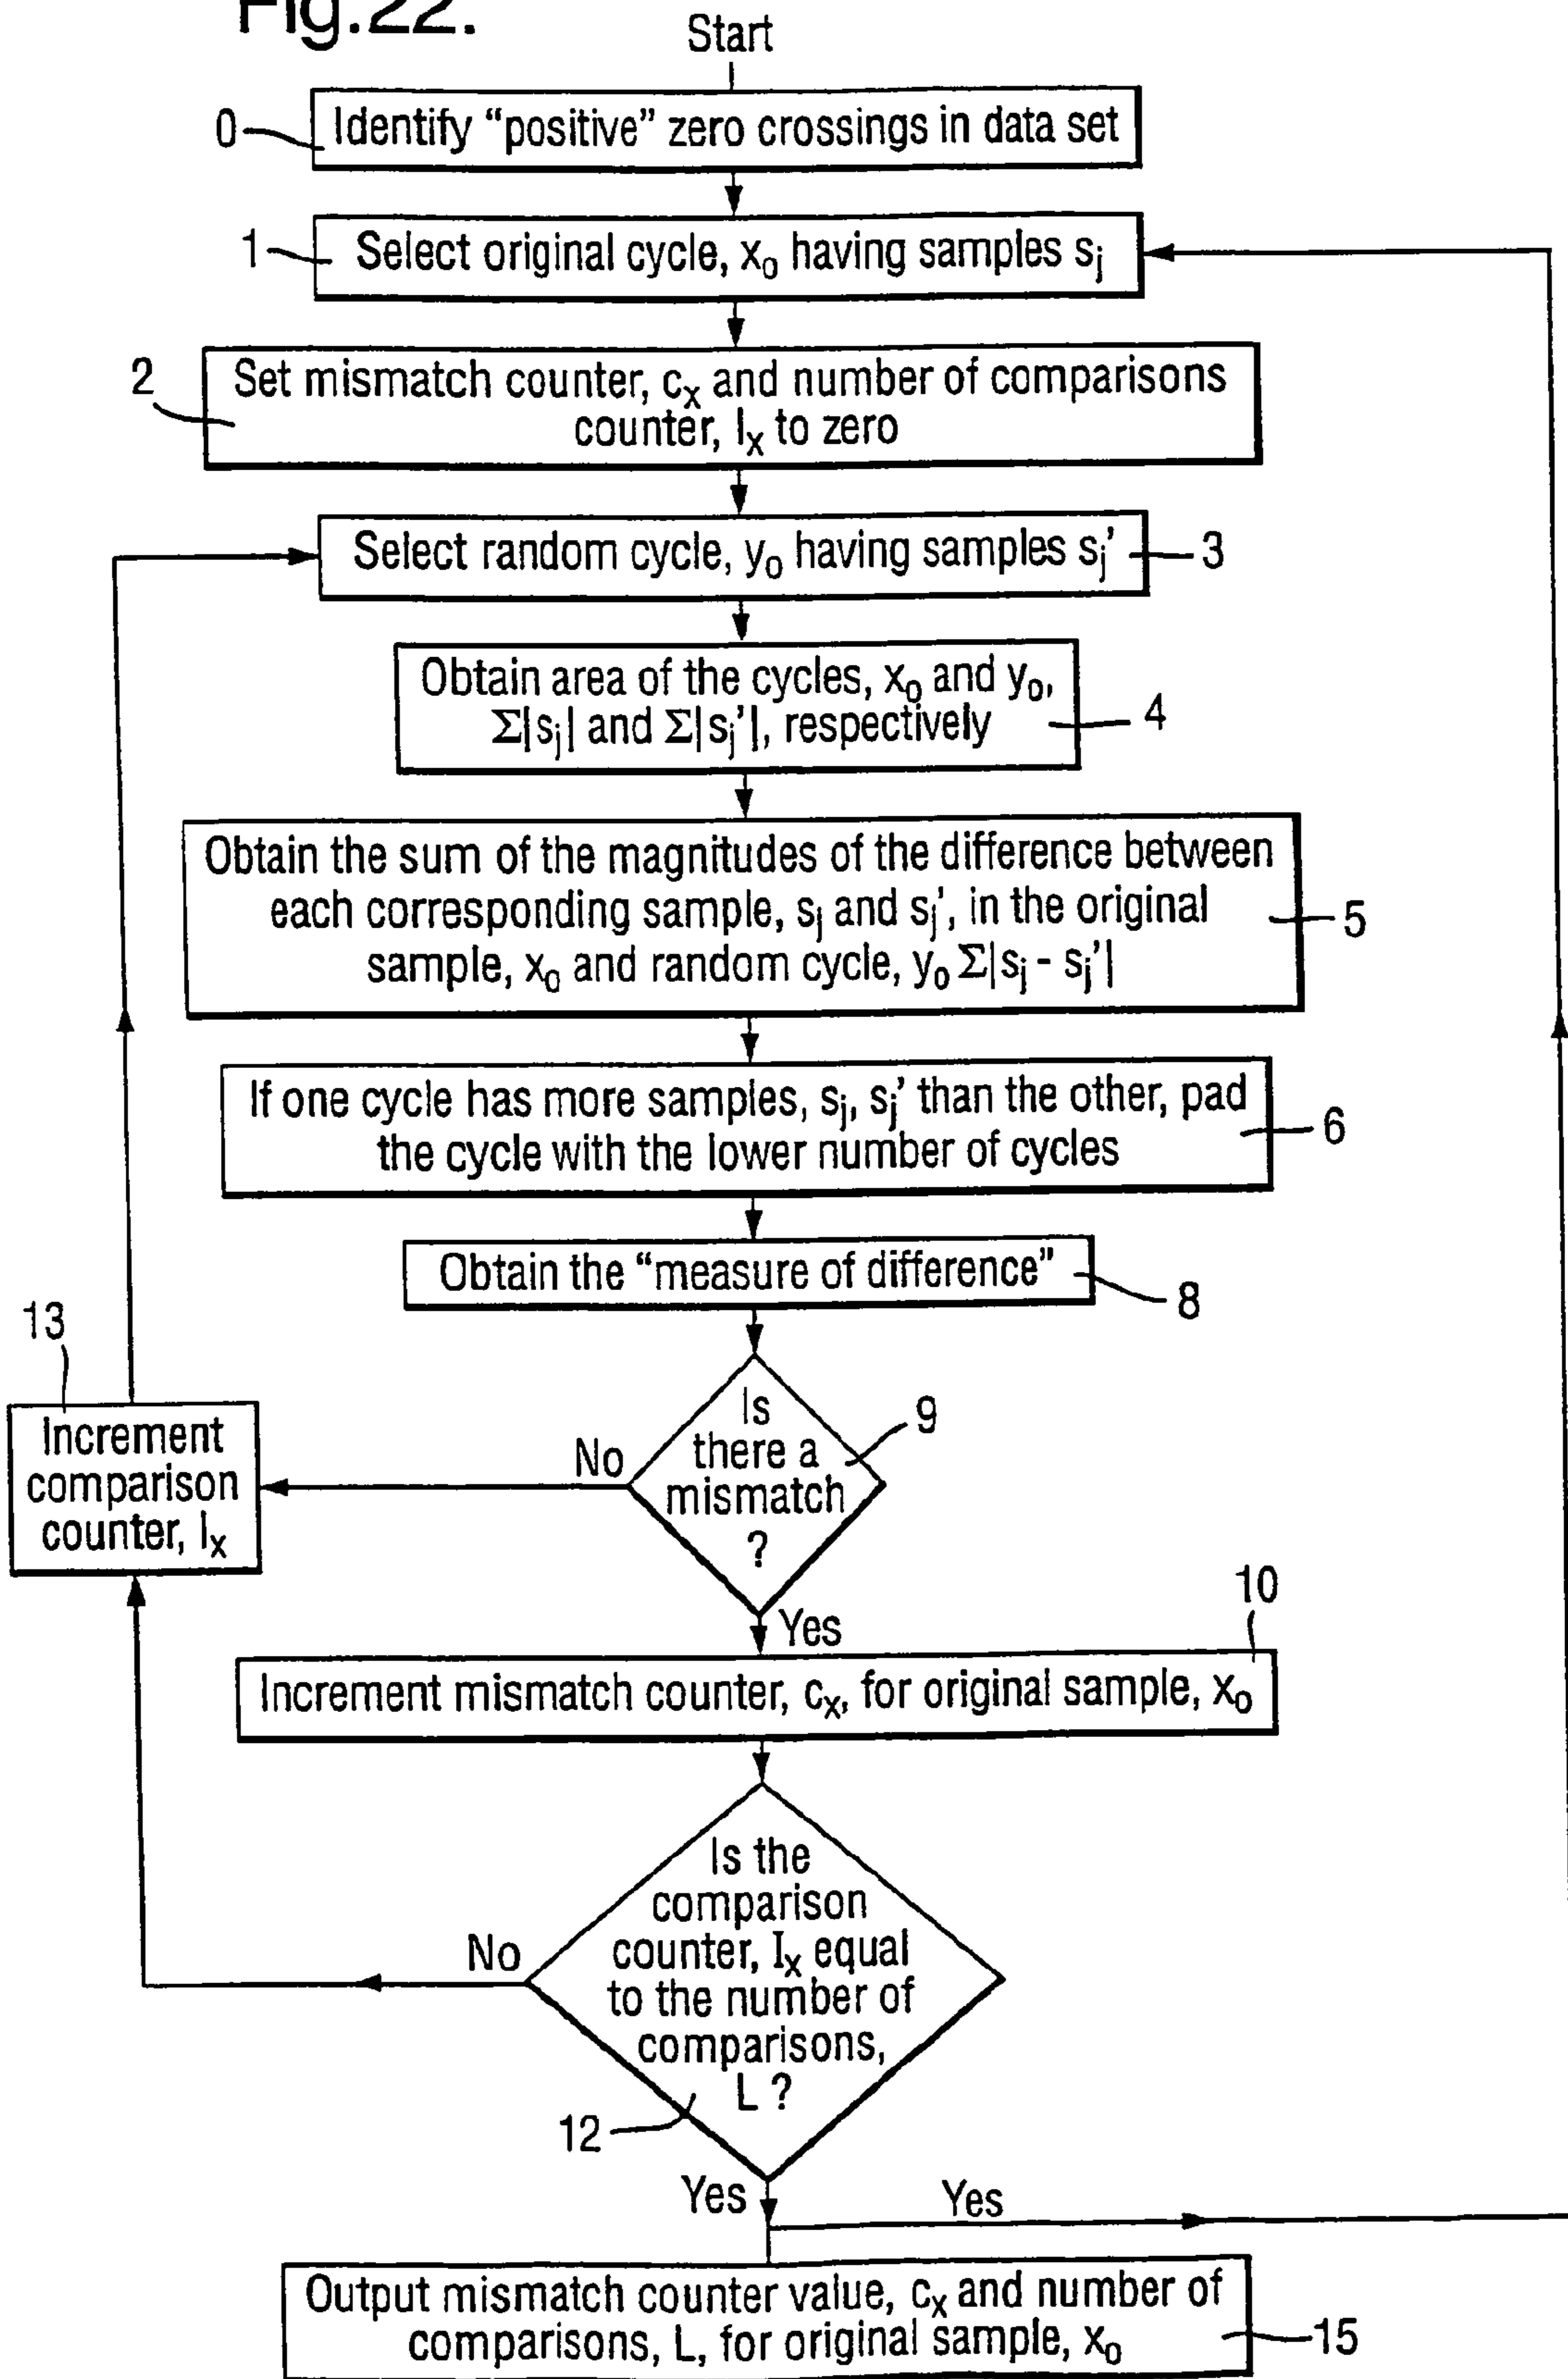 Fig.22.
Start
0
Identify “positive” zero crossings in data set
1
Select original cycle, x₀ having samples sⱼ
2
Set mismatch counter, cₓ and number of comparisons
counter, Iₓ to zero
Select random cycle, y₀ having samples sⱼ’
3
Obtain area of the cycles, x₀ and y₀,
Σ|sⱼ| and Σ|sⱼ’|, respectively
4
Obtain the sum of the magnitudes of the difference between
each corresponding sample, sⱼ and sⱼ’, in the original
sample, x₀ and random cycle, y₀ Σ|sⱼ - sⱼ’|
5
If one cycle has more samples, sⱼ, sⱼ’ than the other, pad
the cycle with the lower number of cycles
6
Obtain the “measure of difference”
8
13
Increment
comparison
counter, Iₓ
No
Is
there a
mismatch
?
9
Yes
10
Increment mismatch counter, cₓ, for original sample, x₀
No
Is the
comparison
counter, Iₓ equal
to the number of
comparisons,
L ?
12
Yes
Yes
Output mismatch counter value, cₓ and number of
comparisons, L, for original sample, x₀
15